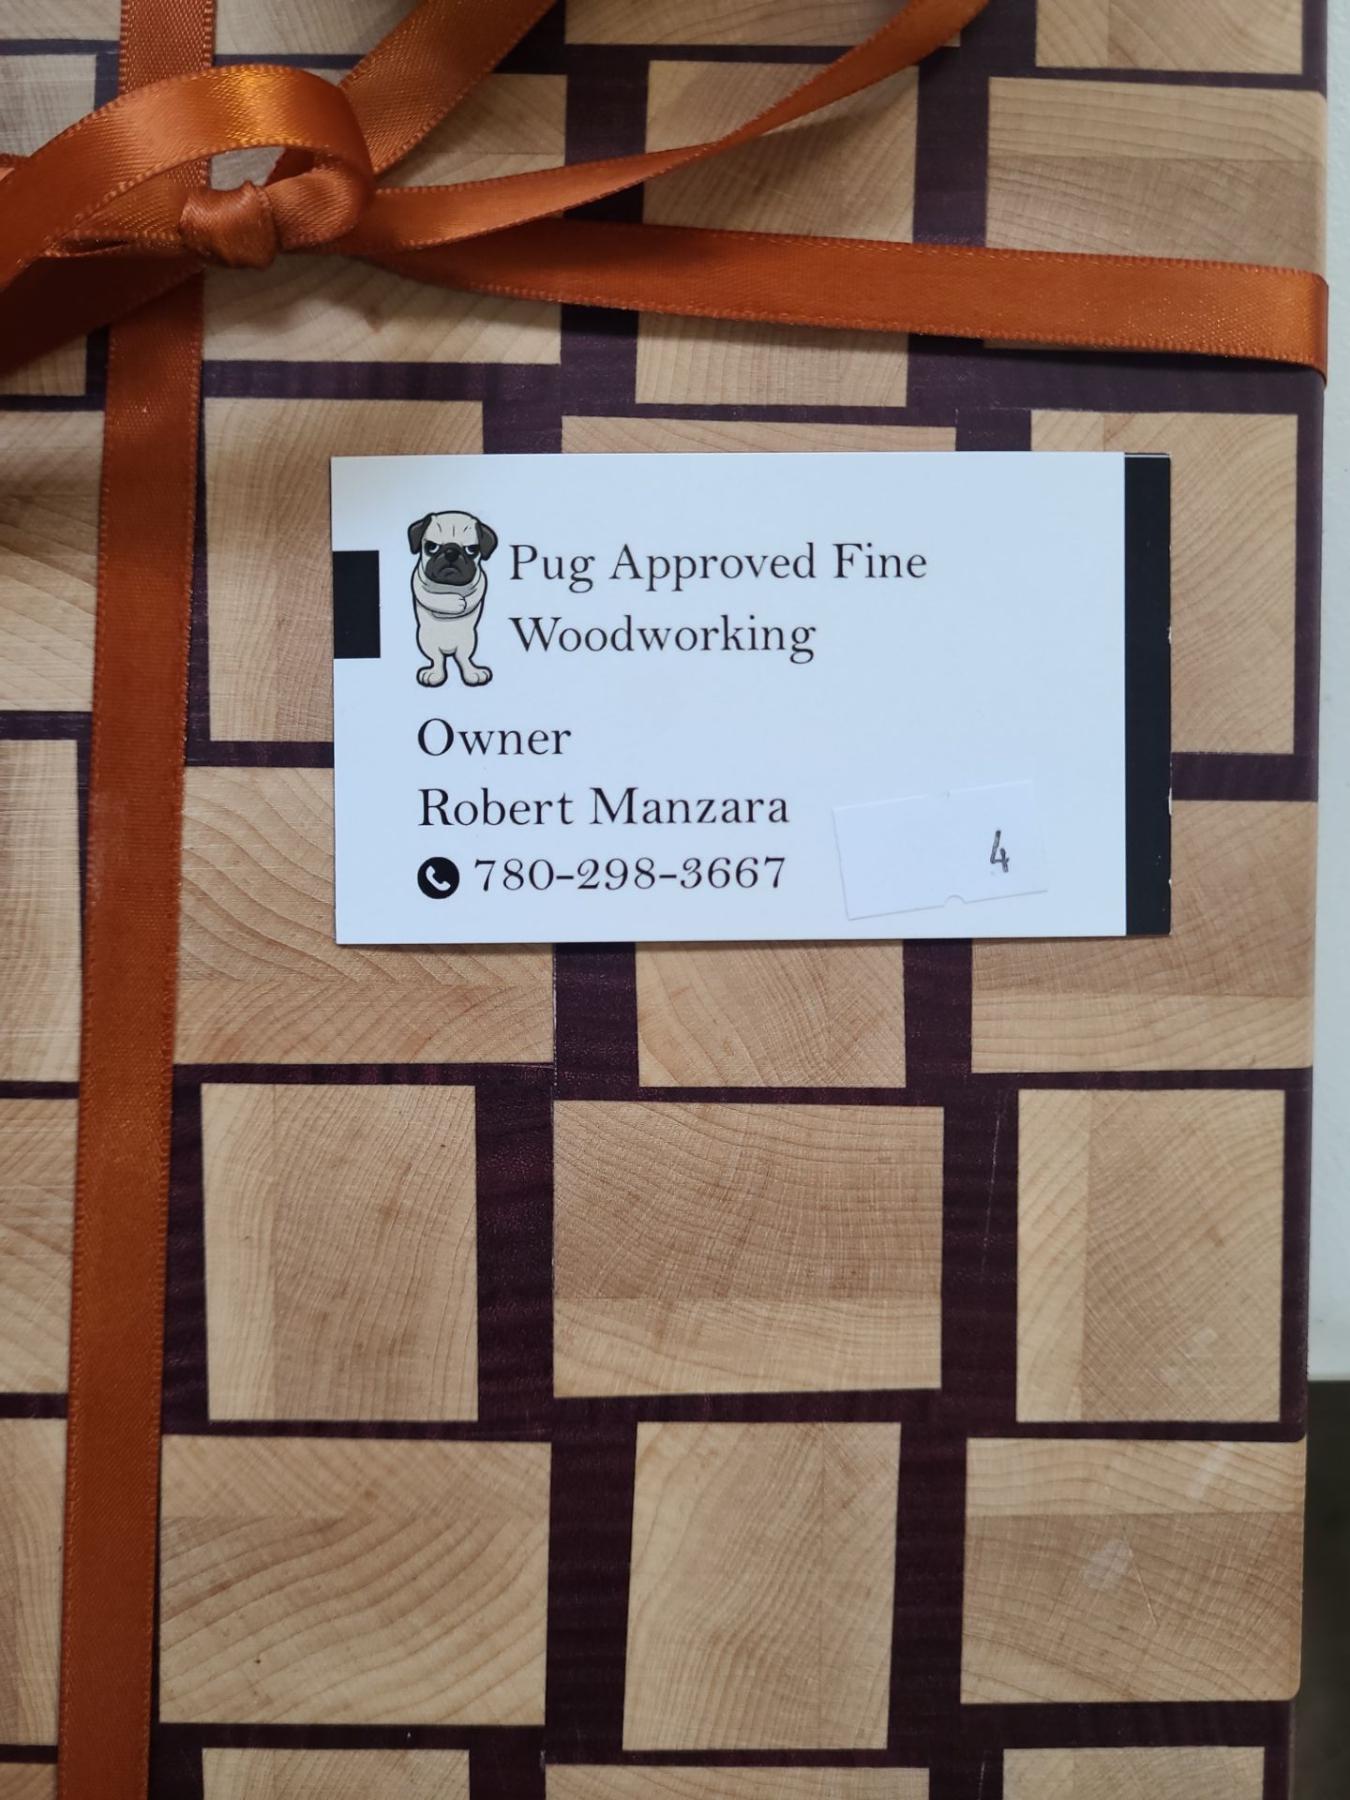 Pug Approved Fine
Woodworking
Owner
Robert Manzara
780-298-3667
4